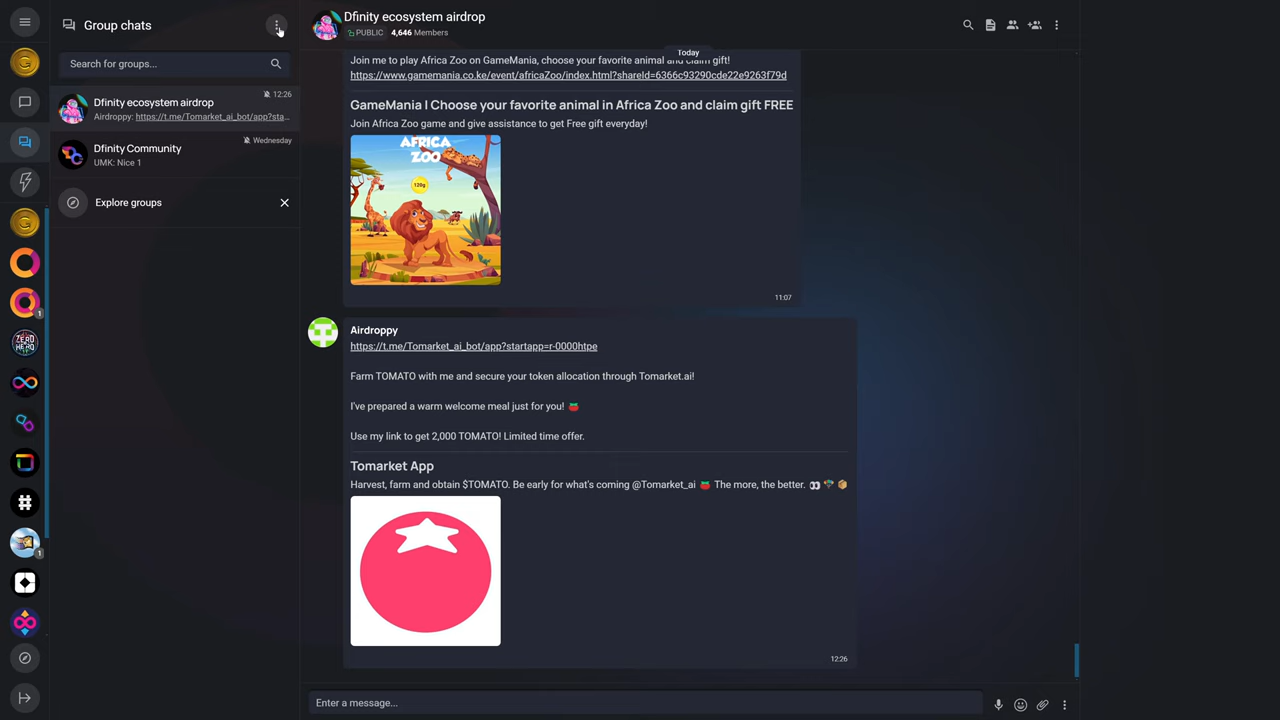 Group chats
Search for groups...
Dfinity ecosystem airdrop
12:26
Airdroppy: https://t.me/Tomarket_ai_bot/app?sta...
Dfinity Community
Wednesday
UMK: Nice 1
Explore groups
1
ZERO
HERO
1
Dfinity ecosystem airdrop
PUBLIC 4,646 Members
Today
Join me to play Africa Zoo on GameMania, choose your favorite animal and claim gift!
https://www.gamemania.co.ke/event/africaZoo/index.html?shareId=6366c93290cde22e9263f79d
GameMania | Choose your favorite animal in Africa Zoo and claim gift FREE
Join Africa Zoo game and give assistance to get Free gift everyday!
AFRICA
ZOO
120g
11:07
Airdroppy
https://t.me/Tomarket_ai_bot/app?startapp=r-0000htpe
Farm TOMATO with me and secure your token allocation through Tomarket.ai!
I've prepared a warm welcome meal just for you! 🍅
Use my link to get 2,000 TOMATO! Limited time offer.
Tomarket App
Harvest, farm and obtain $TOMATO. Be early for what's coming @Tomarket_ai 🍅 The more, the better. 👀 🪂 📦
12:26
Enter a message...